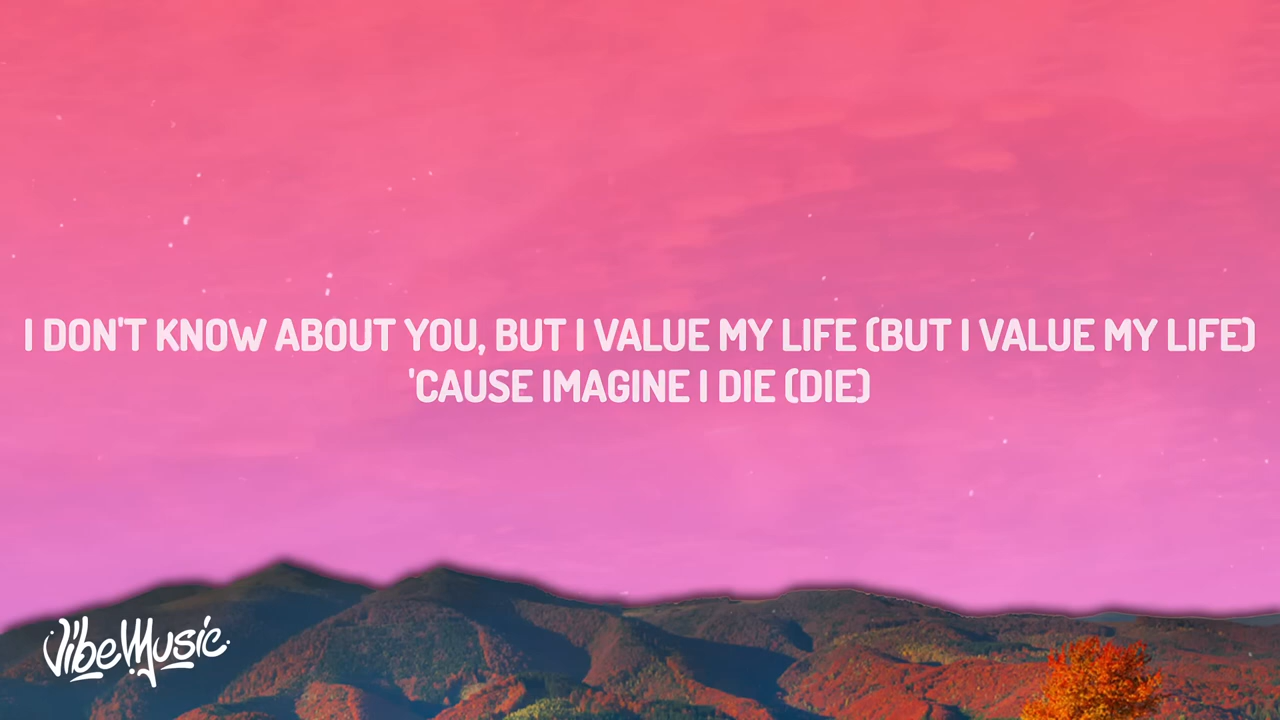 I DON'T KNOW ABOUT YOU, BUT I VALUE MY LIFE (BUT I VALUE MY LIFE)
'CAUSE IMAGINE I DIE (DIE)
VibeMusic